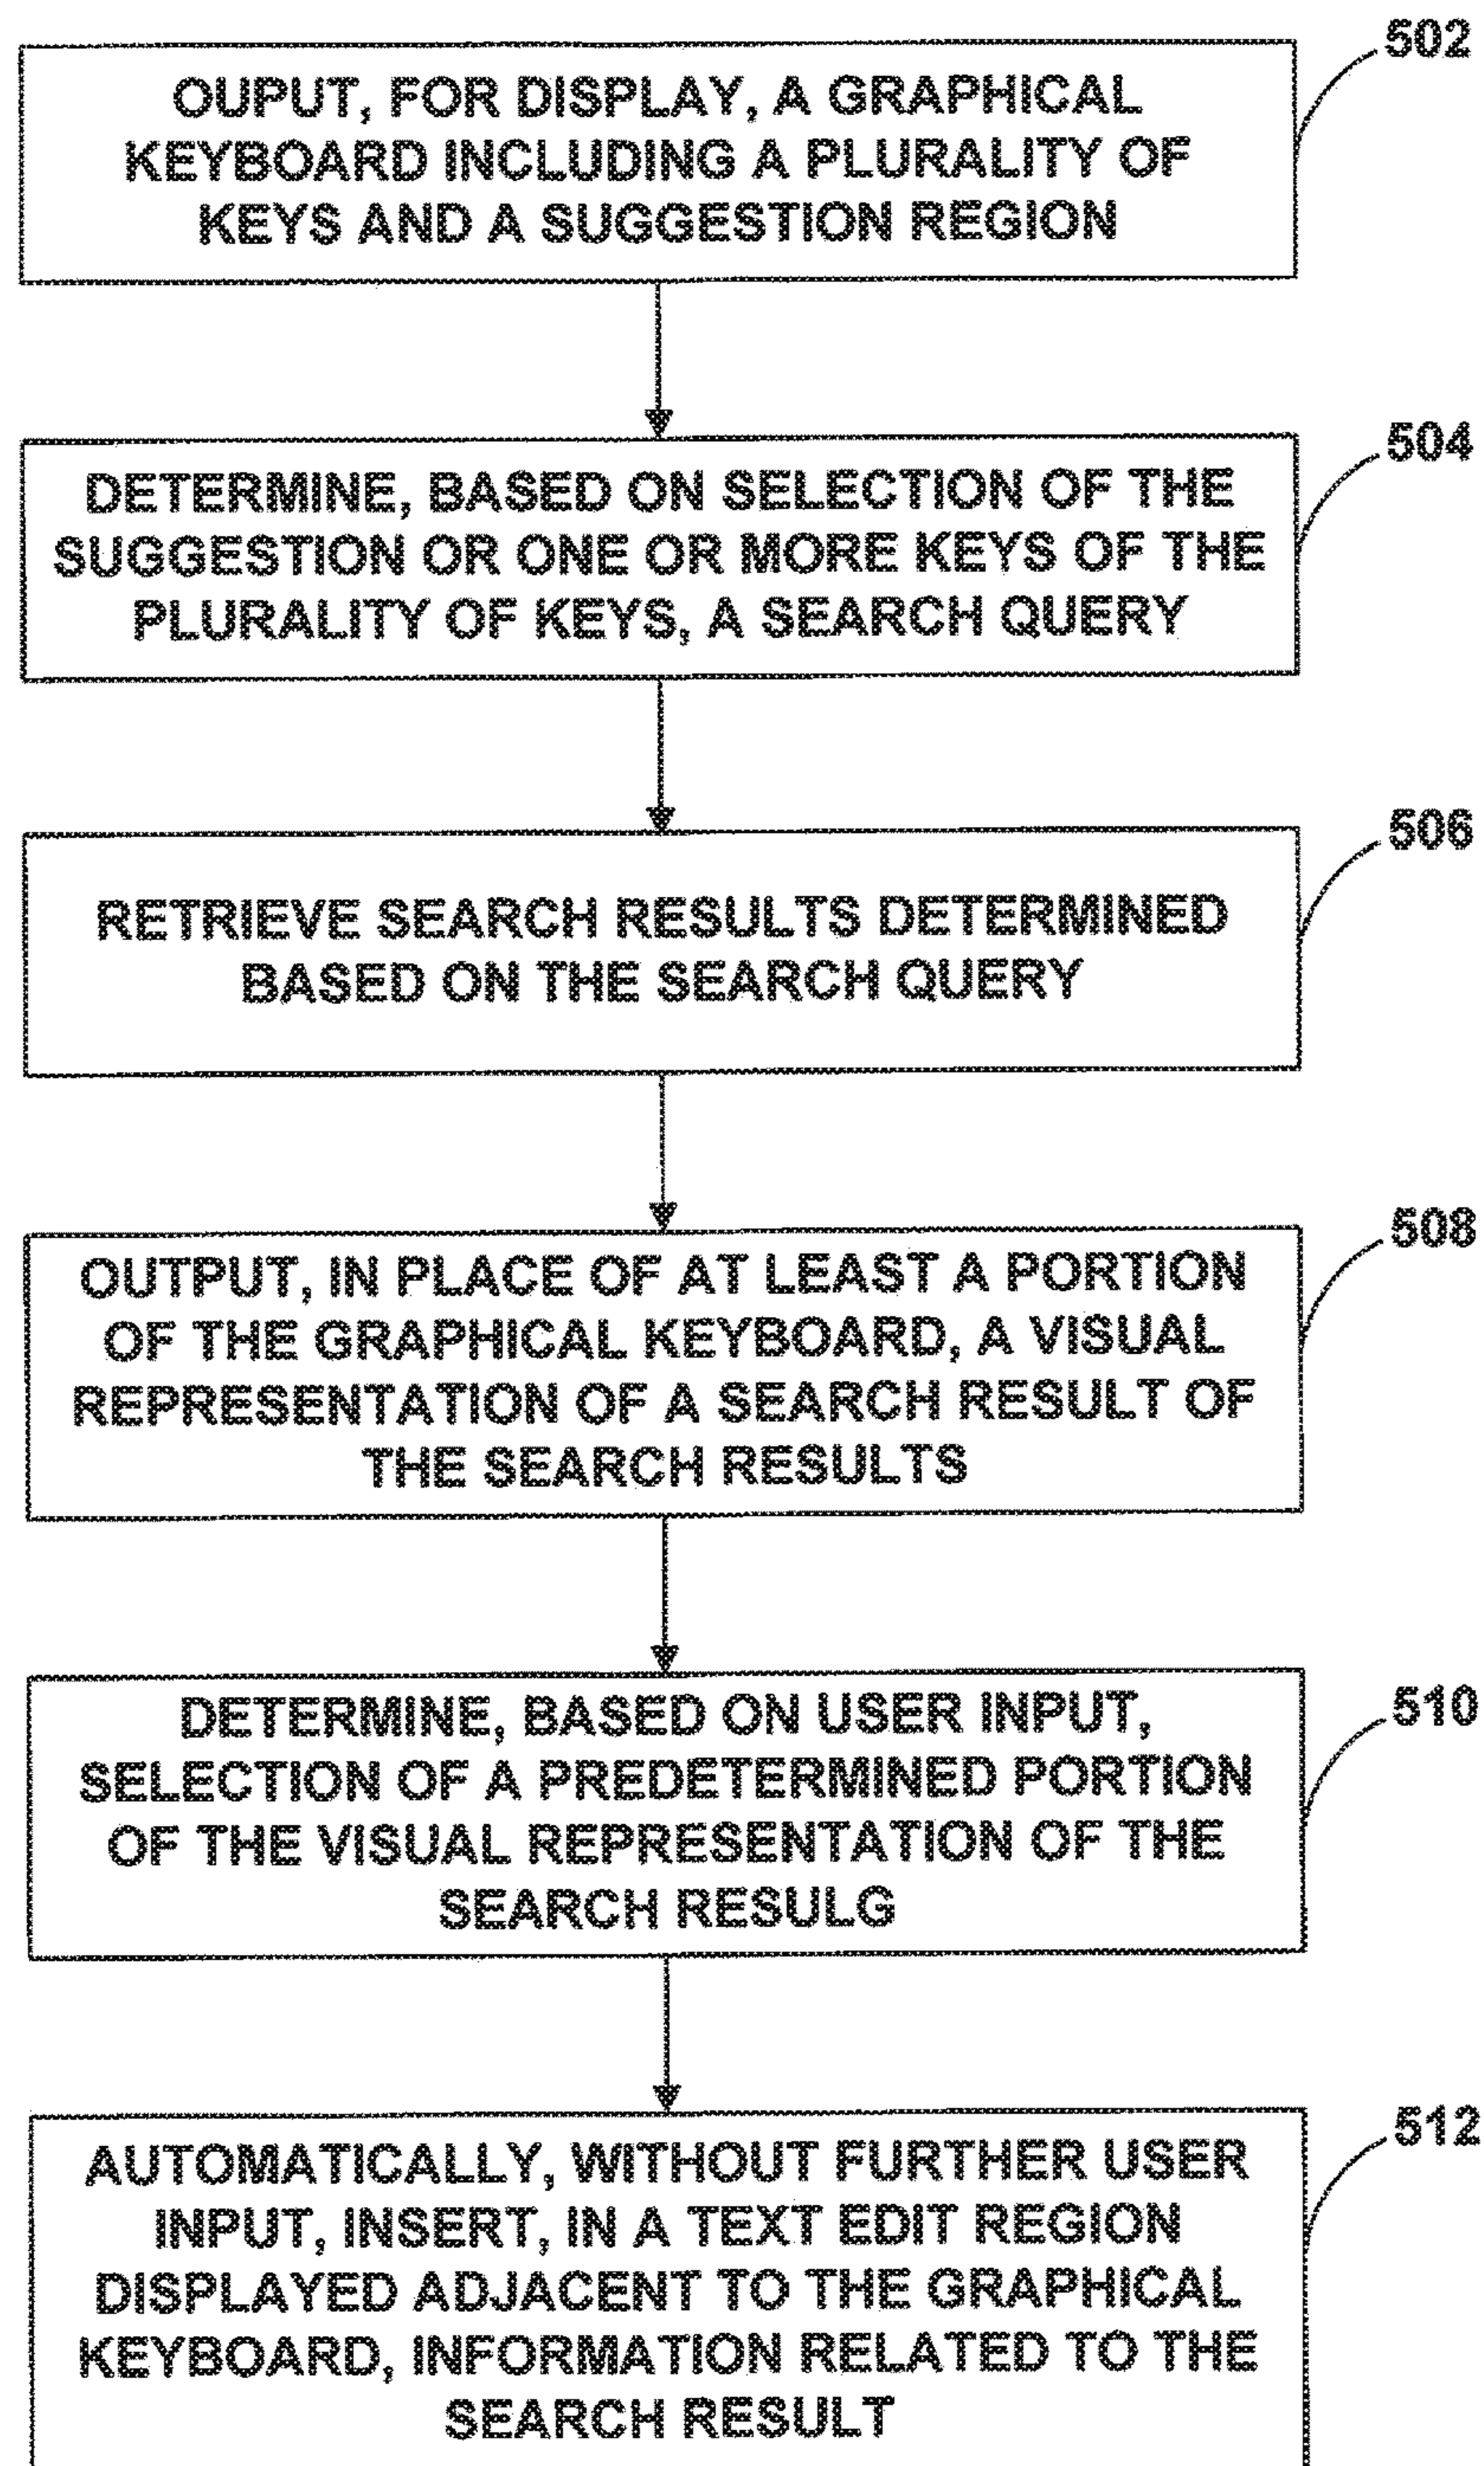 502
OUPUT, FOR DISPLAY, A GRAPHICAL
KEYBOARD INCLUDING A PLURALITY OF
KEYS AND A SUGGESTION REGION
504
DETERMINE, BASED ON SELECTION OF THE
SUGGESTION OR ONE OR MORE KEYS OF THE
PLURALITY OF KEYS, A SEARCH QUERY
506
RETRIEVE SEARCH RESULTS DETERMINED
BASED ON THE SEARCH QUERY
508
OUTPUT, IN PLACE OF AT LEAST A PORTION
OF THE GRAPHICAL KEYBOARD, A VISUAL
REPRESENTATION OF A SEARCH RESULT OF
THE SEARCH RESULTS
510
DETERMINE, BASED ON USER INPUT,
SELECTION OF A PREDETERMINED PORTION
OF THE VISUAL REPRESENTATION OF THE
SEARCH RESULG
512
AUTOMATICALLY, WITHOUT FURTHER USER
INPUT, INSERT, IN A TEXT EDIT REGION
DISPLAYED ADJACENT TO THE GRAPHICAL
KEYBOARD, INFORMATION RELATED TO THE
SEARCH RESULT